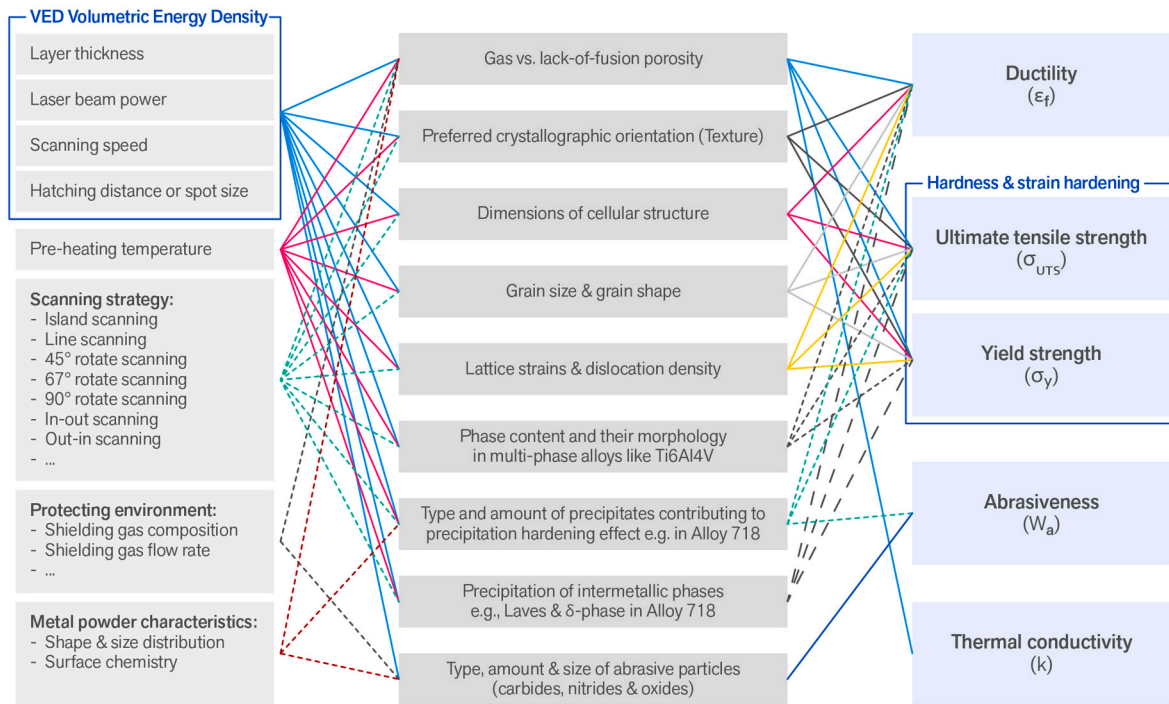 VED Volumetric Energy Density
Layer thickness
Laser beam power
Scanning speed
Hatching distance or spot size
Pre-heating temperature
Scanning strategy:
- Island scanning
- Line scanning
- 45° rotate scanning
- 67° rotate scanning
- 90° rotate scanning
- In-out scanning
- Out-in scanning
- ...
Protecting environment:
- Shielding gas composition
- Shielding gas flow rate
- ...
Metal powder characteristics:
- Shape & size distribution
- Surface chemistry
Gas vs. lack-of-fusion porosity
Preferred crystallographic orientation (Texture)
Dimensions of cellular structure
Grain size & grain shape
Lattice strains & dislocation density
Phase content and their morphology
in multi-phase alloys like Ti6Al4V
Type and amount of precipitates contributing to
precipitation hardening effect e.g. in Alloy 718
Precipitation of intermetallic phases
e.g., Laves & δ-phase in Alloy 718
Type, amount & size of abrasive particles
(carbides, nitrides & oxides)
Ductility
(εf)
Hardness & strain hardening
Ultimate tensile strength
(σUTS)
Yield strength
(σy)
Abrasiveness
(Wa)
Thermal conductivity
(k)